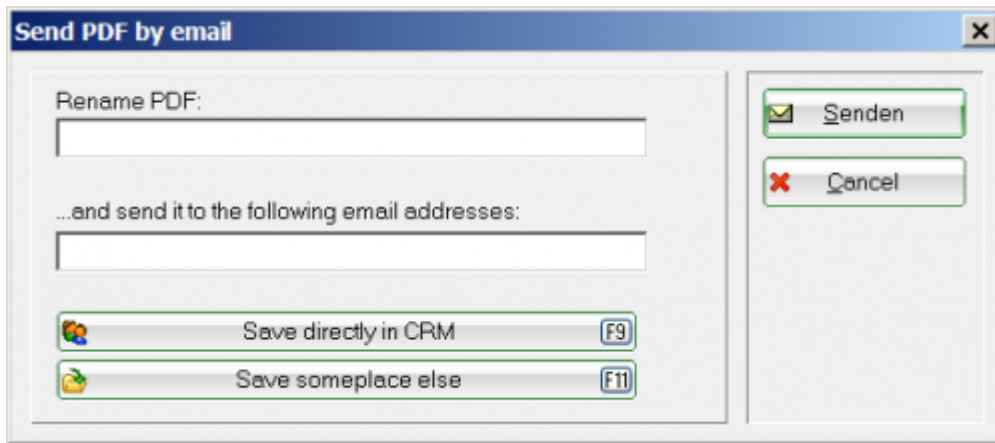 Send PDF by email
Rename PDF:
Senden
Cancel
...and send it to the following email addresses:
Save directly in CRM F9
Save someplace else F11